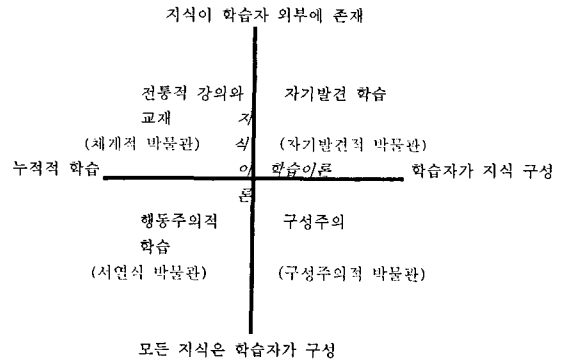 지식이 학습자 외부에 존재
전통적 강의와 자기발견 학습
교재 지
(체계적 박물관) 식 (자기발견적 박물관)
누적적 학습 이 학습이론 학습자가 지식 구성
론
행동주의적 구성주의
학습
(서연식 박물관) (구성주의적 박물관)
모든 지식은 학습자가 구성